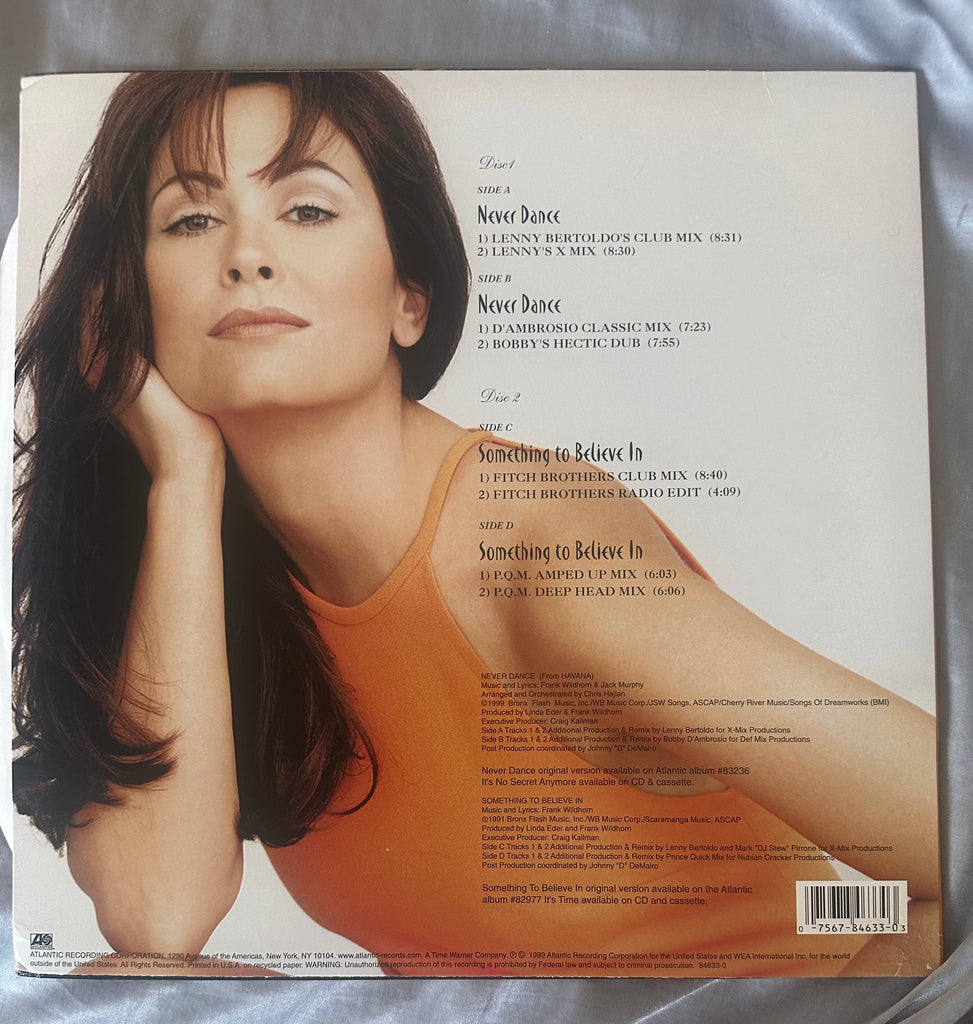 Disc 1
SIDE A
Never Dance
1) LENNY BERTOLDO'S CLUB MIX (8:31)
2) LENNY'S X MIX (8:30)
SIDE B
Never Dance
1) D'AMBROSIO CLASSIC MIX (7:23)
2) BOBBY'S HECTIC DUB (7:55)
Disc 2
SIDE C
Something to Believe In
1) FITCH BROTHERS CLUB MIX (8:40)
2) FITCH BROTHERS RADIO EDIT (4:09)
SIDE D
Something to Believe In
1) P.Q.M. AMPED UP MIX (6:03)
2) P.Q.M. DEEP HEAD MIX (6:06)
NEVER DANCE (From HAVANA)
Music and Lyrics: Frank Wildhorn & Jack Murphy
Arranged and Orchestrated by Chris Hajian
©1999 Bronx Flash Music, Inc./WB Music Corp./JSW Songs, ASCAP/Cherry River Music/Songs Of Dreamworks (BMI)
Produced by Linda Eder & Frank Wildhorn
Executive Producer: Craig Kallman
Side A Tracks 1 & 2 Additional Production & Remix by Lenny Bertoldo for X-Mix Productions
Side B Tracks 1 & 2 Additional Production & Remix by Bobby D'Ambrosio for Def Mix Productions
Post Production coordinated by Johnny "D" DeMairo
Never Dance original version available on Atlantic album #83236
It's No Secret Anymore available on CD & cassette.
SOMETHING TO BELIEVE IN
Music and Lyrics: Frank Wildhorn
©1991 Bronx Flash Music, Inc./WB Music Corp./Scaramanga Music, ASCAP
Produced by Linda Eder and Frank Wildhorn
Executive Producer: Craig Kallman
Side C Tracks 1 & 2 Additional Production & Remix by Lenny Bertoldo and Mark "DJ Stew" Pirrone for X-Mix Productions
Side D Tracks 1 & 2 Additional Production & Remix by Prince Quick Mix for Nubian Cracker Productions
Post Production coordinated by Johnny "D" DeMairo
Something To Believe In original version available on the Atlantic
album #82977 It's Time available on CD and cassette.
0 -7567-84633-0 3
ATLANTIC
ATLANTIC RECORDING CORPORATION, 1290 Avenue of the Americas, New York, NY 10104. www.atlantic-records.com. A Time Warner Company. ℗© 1999 Atlantic Recording Corporation for the United States and WEA International Inc. for the world
outside of the United States. All Rights Reserved. Printed in U.S.A. on recycled paper. WARNING: Unauthorized reproduction of this recording is prohibited by Federal law and subject to criminal prosecution. 84633-0